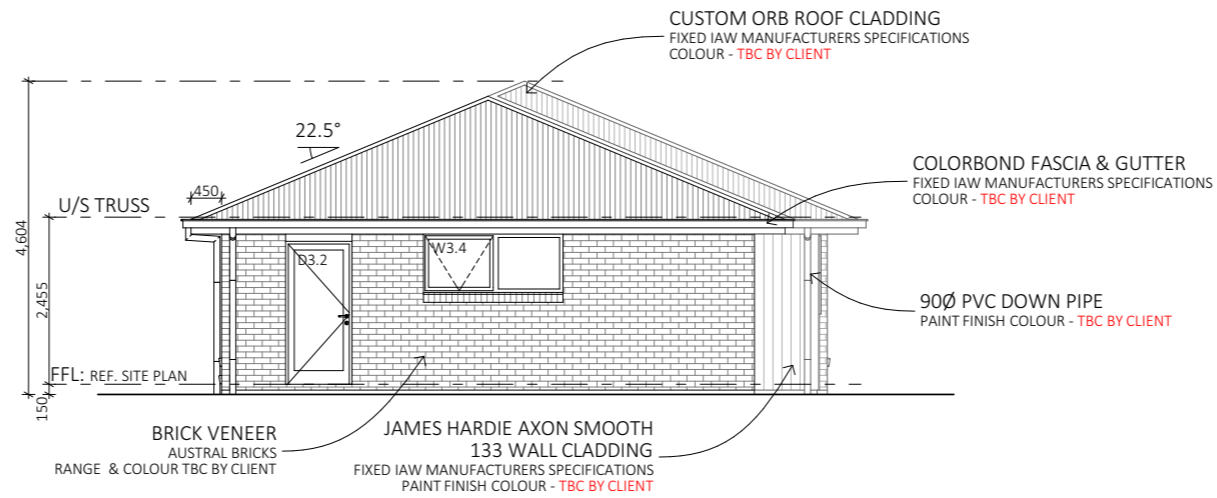 CUSTOM ORB ROOF CLADDING
FIXED IAW MANUFACTURERS SPECIFICATIONS
COLOUR - TBC BY CLIENT
22.5°
450
U/S TRUSS
COLORBOND FASCIA & GUTTER
FIXED IAW MANUFACTURERS SPECIFICATIONS
COLOUR - TBC BY CLIENT
4,604
2,455
150
D3.2
W3.4
90Ø PVC DOWN PIPE
PAINT FINISH COLOUR - TBC BY CLIENT
FFL: REF. SITE PLAN
BRICK VENEER
AUSTRAL BRICKS
RANGE & COLOUR TBC BY CLIENT
JAMES HARDIE AXON SMOOTH
133 WALL CLADDING
FIXED IAW MANUFACTURERS SPECIFICATIONS
PAINT FINISH COLOUR - TBC BY CLIENT